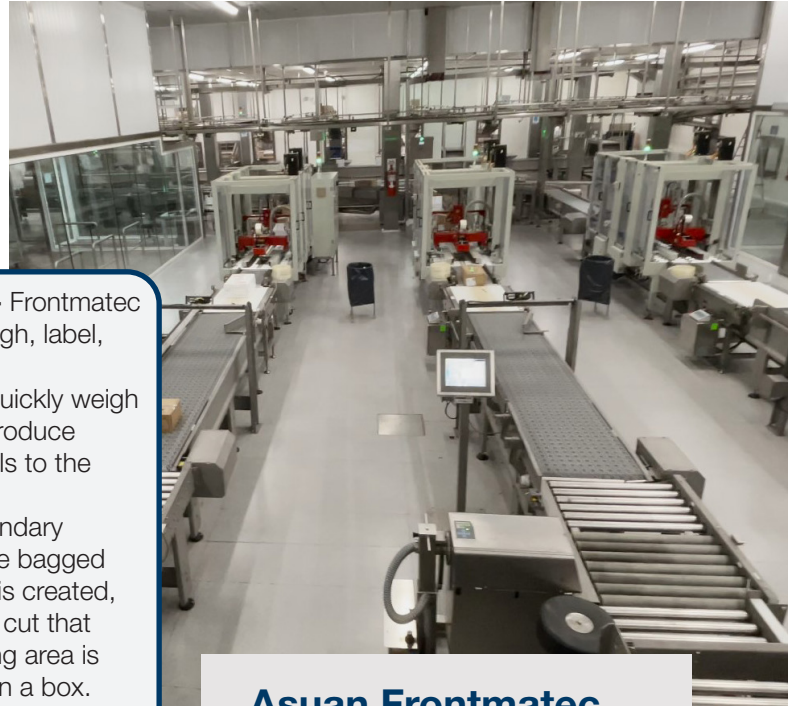 Frontmatec
gh, label,
uickly weigh
roduce
ls to the
ndary
e bagged
is created,
cut that
ng area is
n a box.
Asuan Frontmatec